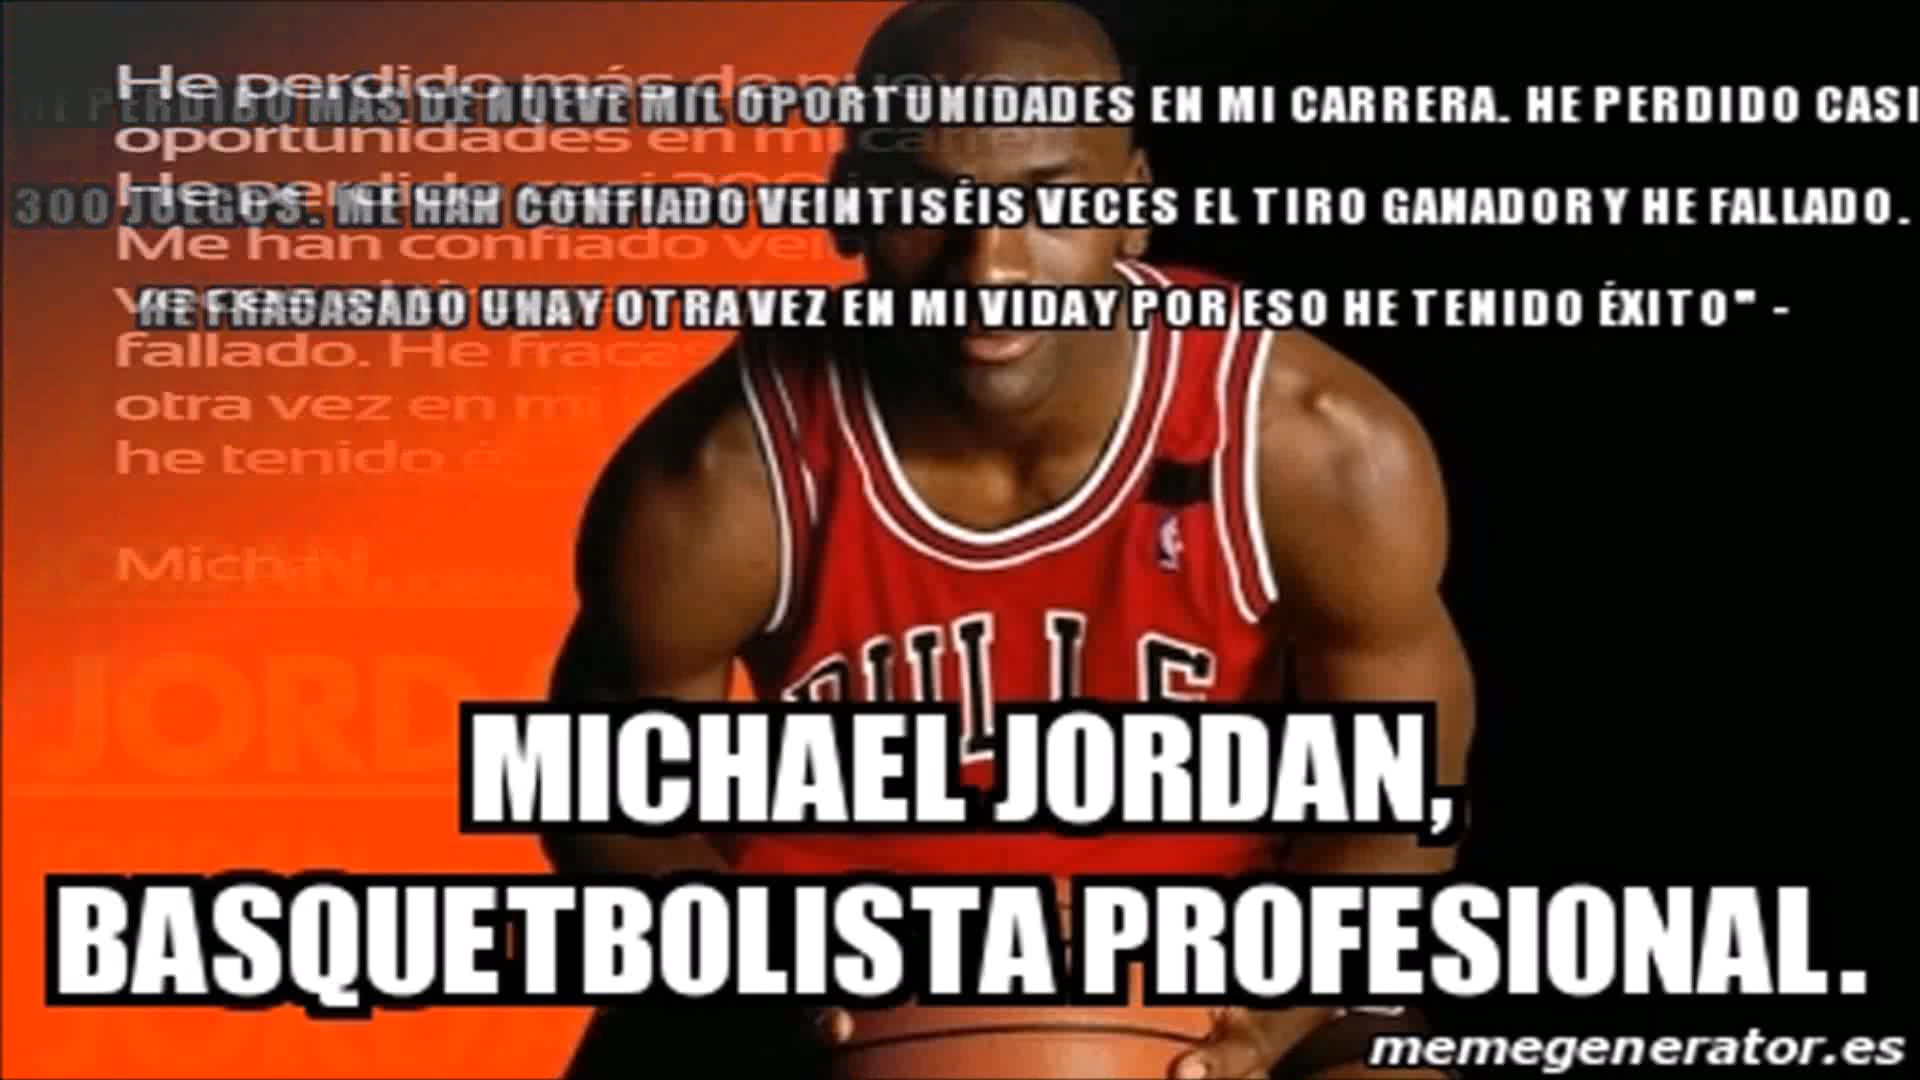 HE PERDIDO MÁS DE NUEVE MIL OPORTUNIDADES EN MI CARRERA. HE PERDIDO CASI
300 JUEGOS. ME HAN CONFIADO VEINTISÉIS VECES EL TIRO GANADOR Y HE FALLADO.
HE FRACASADO UNA Y OTRA VEZ EN MI VIDA Y POR ESO HE TENIDO ÉXITO" -
He perdido más de nueve
oportunidades en mi
He perdido casi 300
Me han confiado
fallado. He
otra vez en mi
he tenido
JORDAN
BULLS
MICHAEL JORDAN,
BASQUETBOLISTA PROFESIONAL.
memegenerator.es